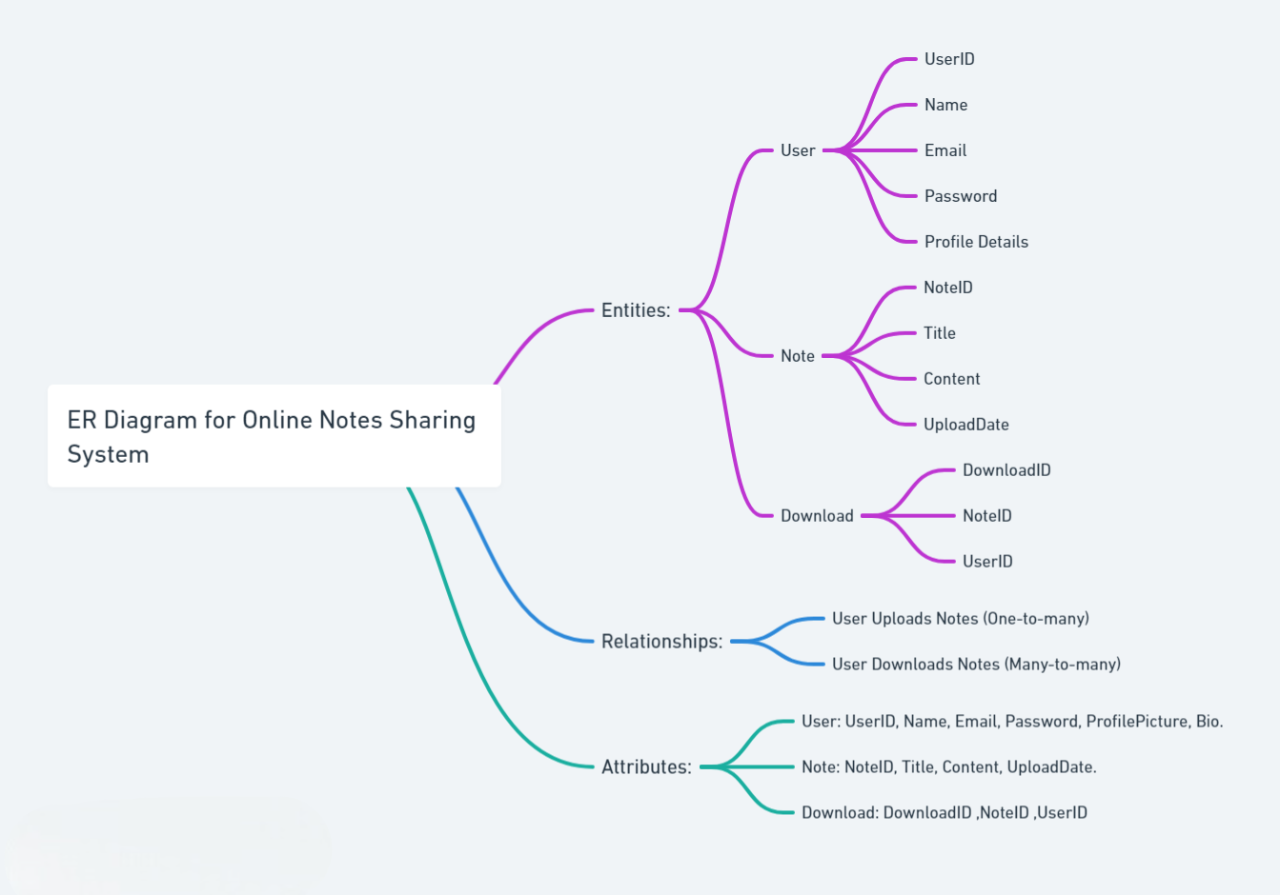 ER Diagram for Online Notes Sharing
System
Entities:
User
UserID
Name
Email
Password
Profile Details
Note
NoteID
Title
Content
UploadDate
Download
DownloadID
NoteID
UserID
Relationships:
User Uploads Notes (One-to-many)
User Downloads Notes (Many-to-many)
Attributes:
User: UserID, Name, Email, Password, ProfilePicture, Bio.
Note: NoteID, Title, Content, UploadDate.
Download: DownloadID ,NoteID ,UserID